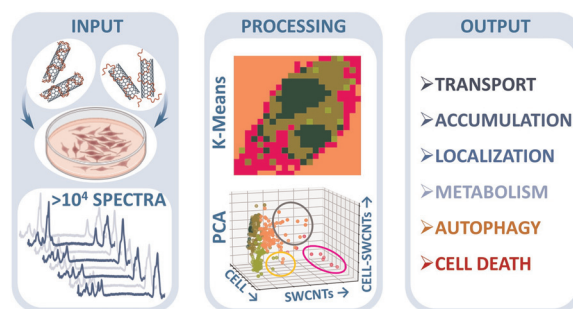 INPUT
>10⁴ SPECTRA
PROCESSING
K-Means
PCA
CELL ↘
SWCNTs →
CELL-SWCNTs →
OUTPUT
➢TRANSPORT
➢ACCUMULATION
➢LOCALIZATION
➢METABOLISM
➢AUTOPHAGY
➢CELL DEATH